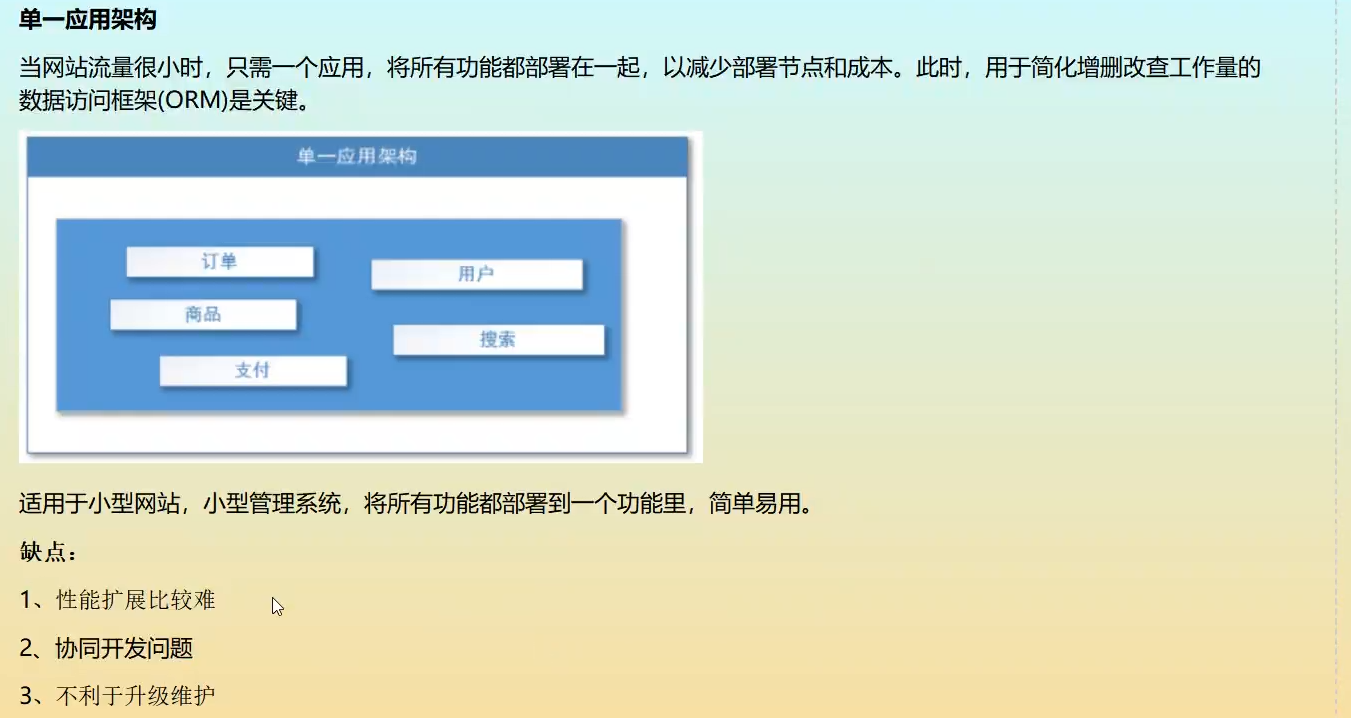 单一应用架构
当网站流量很小时，只需一个应用，将所有功能都部署在一起，以减少部署节点和成本。此时，用于简化增删改查工作量的
数据访问框架(ORM)是关键。
单一应用架构
订单
用户
商品
搜索
支付
适用于小型网站，小型管理系统，将所有功能都部署到一个功能里，简单易用。
缺点：
1、性能扩展比较难
2、协同开发问题
3、不利于升级维护